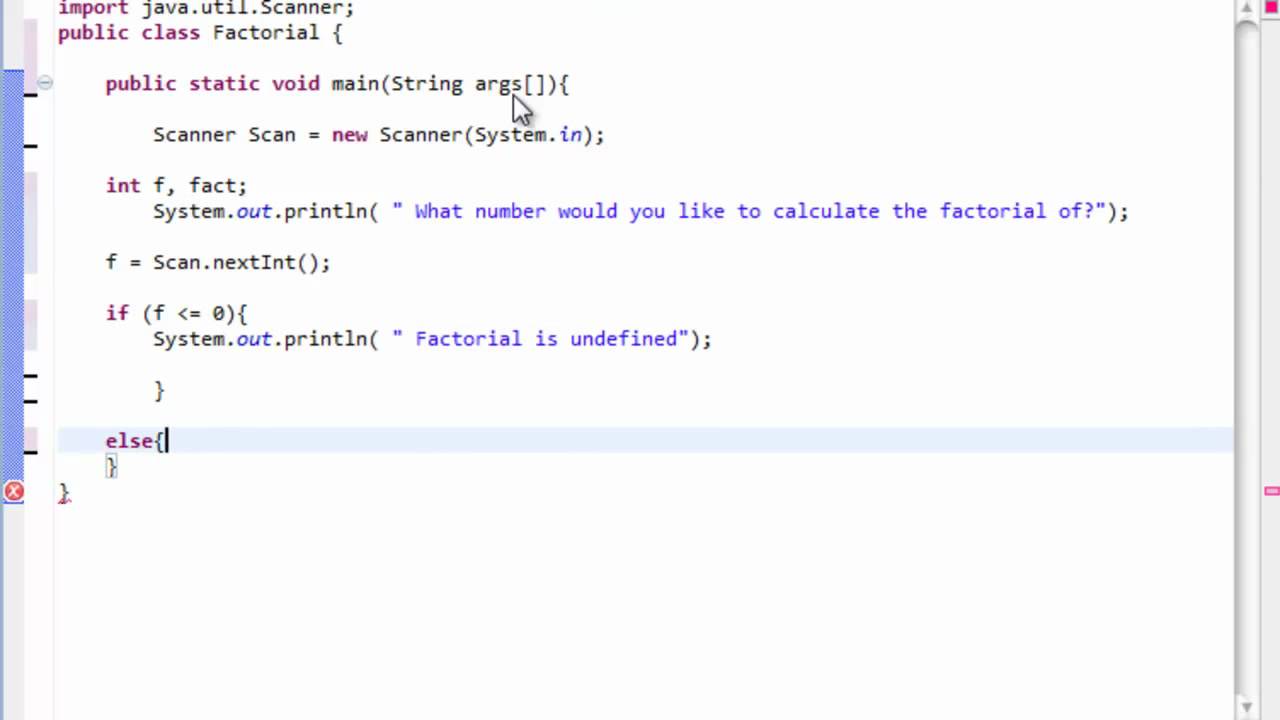 import java.util.Scanner;
public class Factorial {
public static void main(String args[]){
Scanner Scan = new Scanner(System.in);
int f, fact;
System.out.println( " What number would you like to calculate the factorial of?");
f = Scan.nextInt();
if (f <= 0){
System.out.println( " Factorial is undefined");
}
else{
}
}